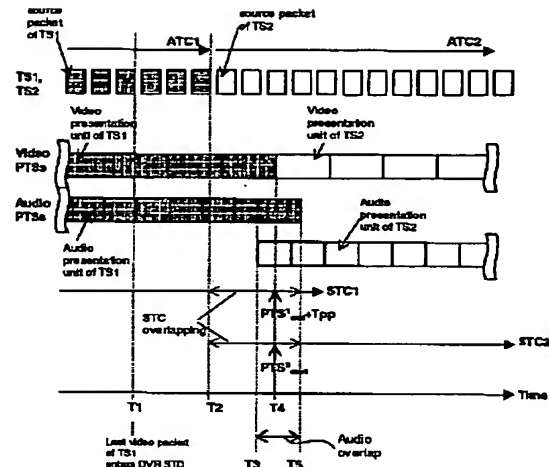 source
packet
of TS1
ATC1
source
packet
of TS2
ATC2
TS1,
TS2
Video
presentation
unit of TS1
Video
presentation
unit of TS2
Video
PTSs
Audio
PTSs
Audio
presentation
unit of TS1
Audio
presentation
unit of TS2
STC1
STC
overlapping
+Tpp
STC2
Time
T1
T2
T4
Last video packet
of TS1
enters DVR STD
T3
T5
Audio
overlap